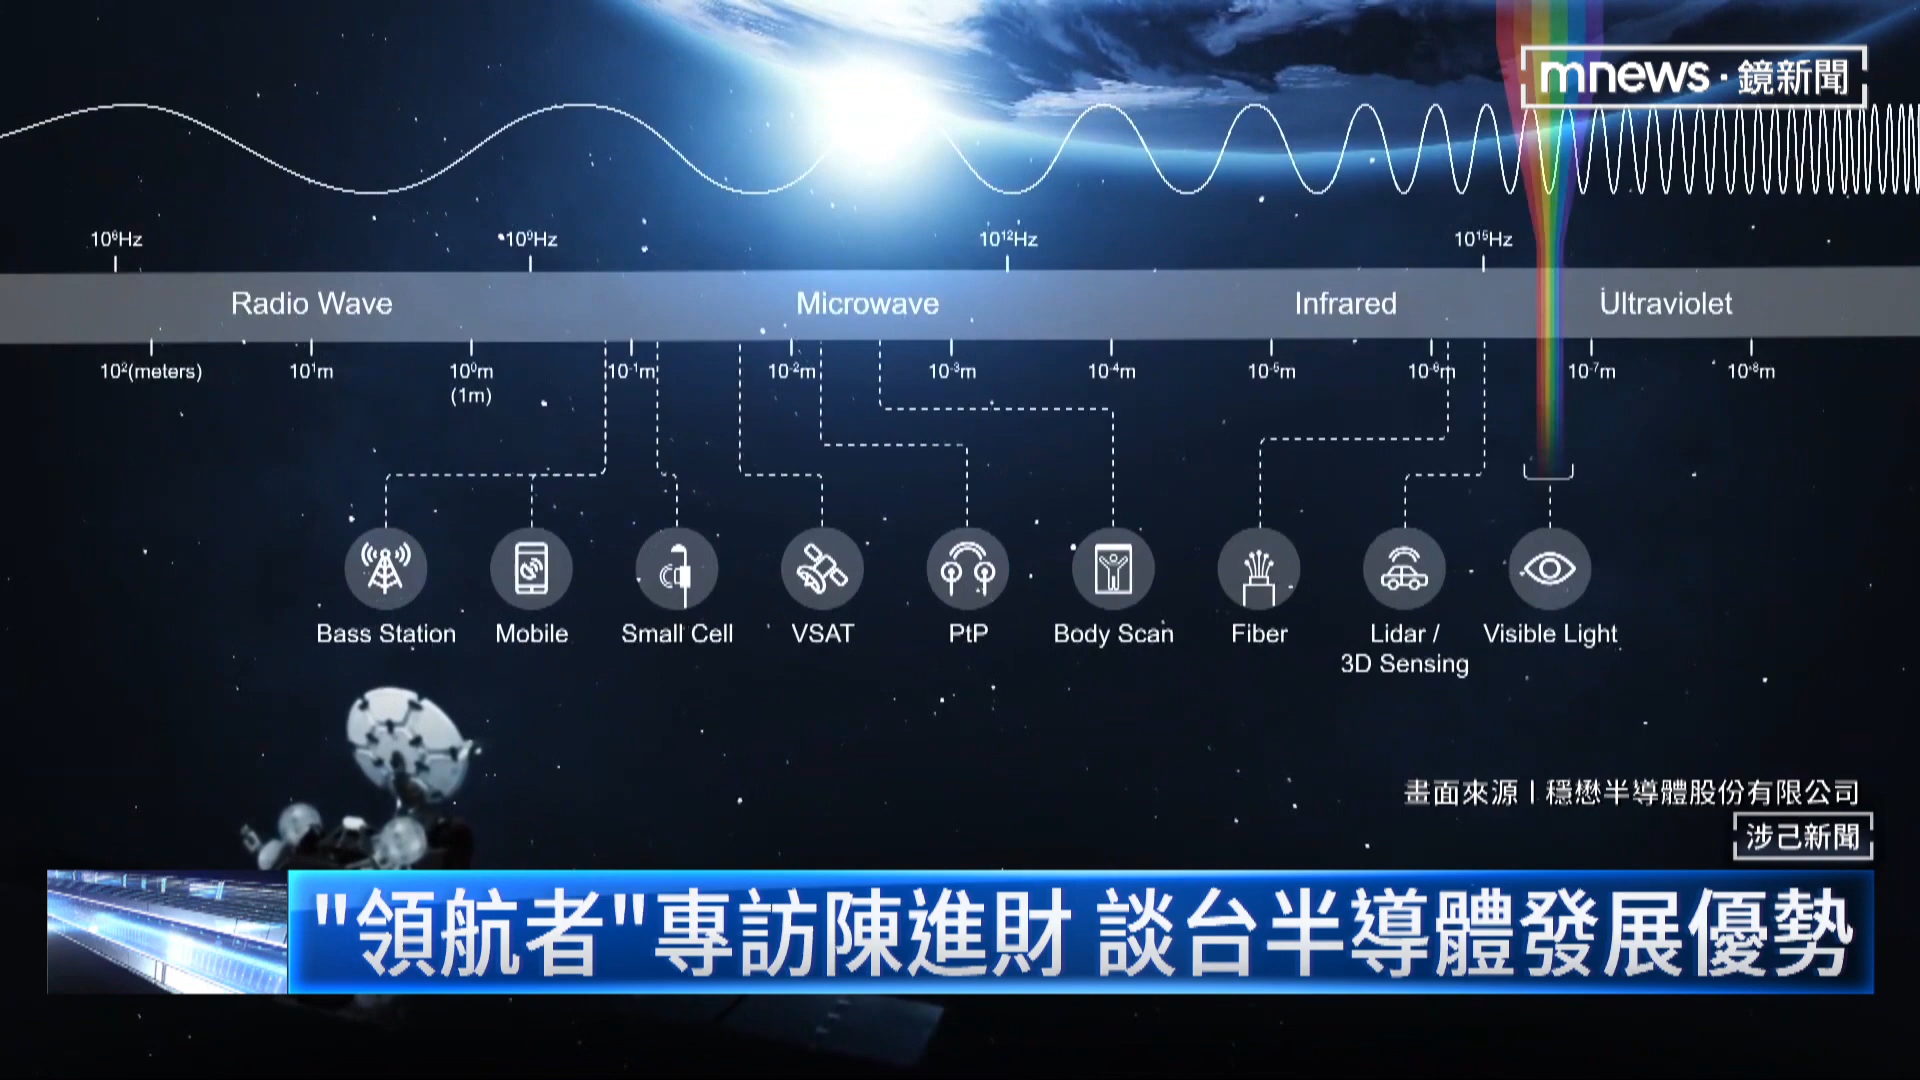 mnews·鏡新聞
10⁶Hz 10⁹Hz 10¹²Hz 10¹⁵Hz
Radio Wave Microwave Infrared Ultraviolet
10²(meters) 10¹m 10⁰m 10⁻¹m 10⁻²m 10⁻³m 10⁻⁴m 10⁻⁵m 10⁻⁶m 10⁻⁷m 10⁻⁸m
(1m)
Bass Station Mobile Small Cell VSAT PtP Body Scan Fiber Lidar / Visible Light
3D Sensing
畫面來源|穩懋半導體股份有限公司
涉己新聞
"領航者"專訪陳進財 談台半導體發展優勢